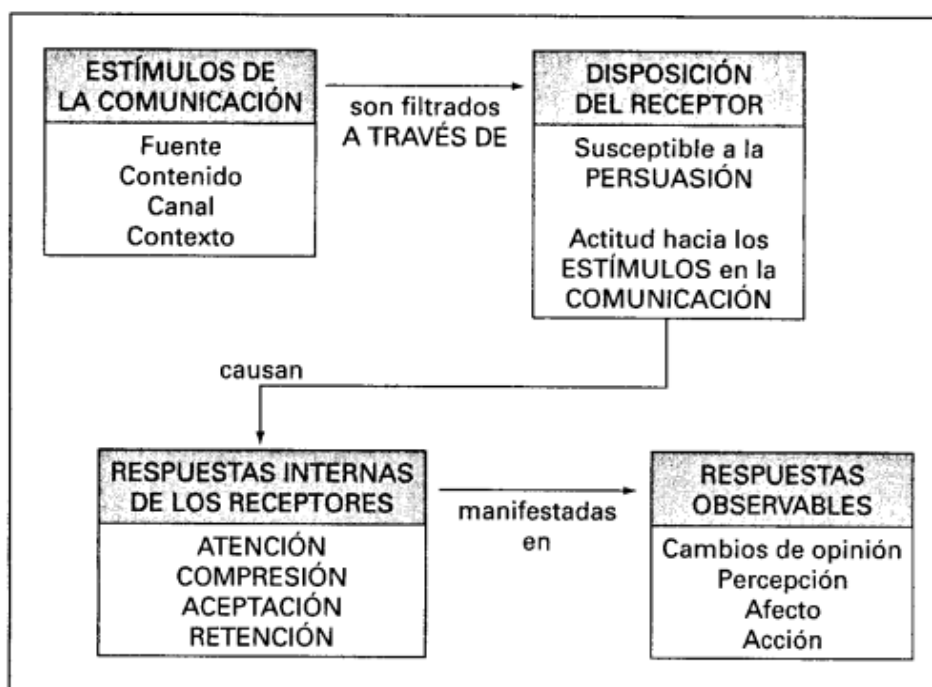 ESTÍMULOS DE
LA COMUNICACIÓN
Fuente
Contenido
Canal
Contexto
son filtrados
A TRAVÉS DE
DISPOSICIÓN
DEL RECEPTOR
Susceptible a la
PERSUASIÓN
Actitud hacia los
ESTÍMULOS en la
COMUNICACIÓN
causan
RESPUESTAS INTERNAS
DE LOS RECEPTORES
ATENCIÓN
COMPRESIÓN
ACEPTACIÓN
RETENCIÓN
manifestadas
en
RESPUESTAS
OBSERVABLES
Cambios de opinión
Percepción
Afecto
Acción